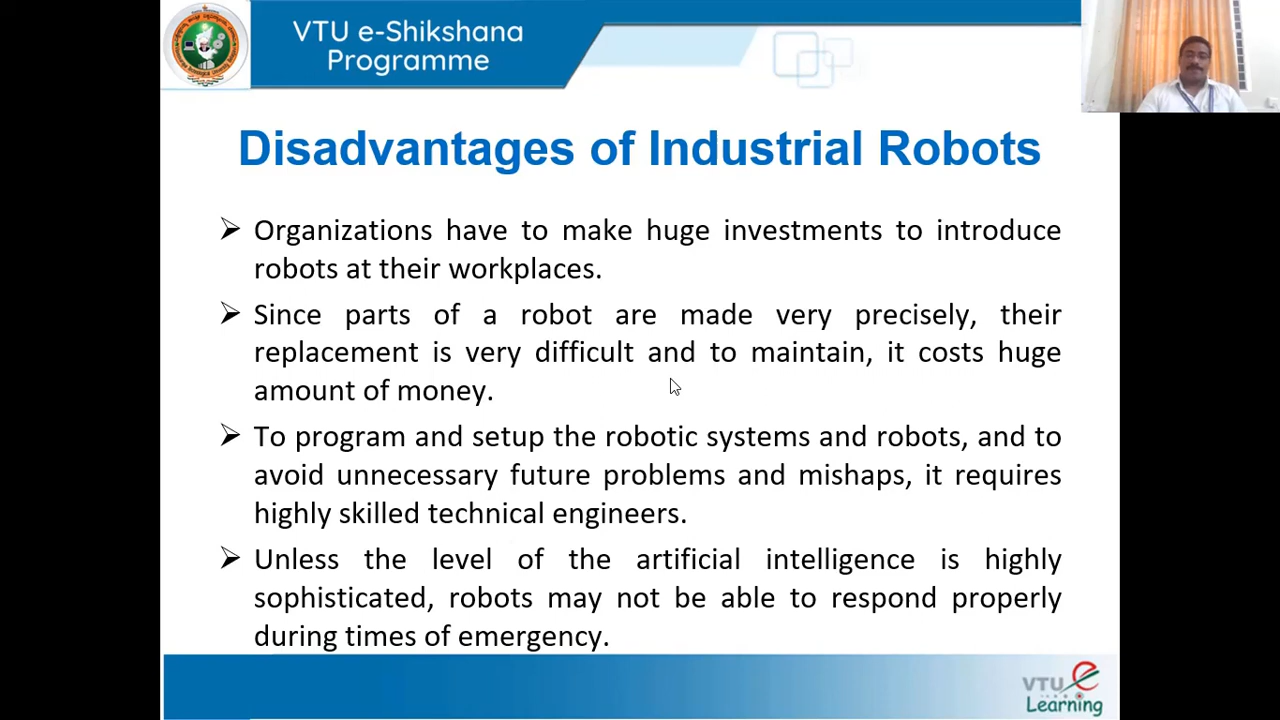 VTU e-Shikshana
Programme
Disadvantages of Industrial Robots
➢ Organizations have to make huge investments to introduce
robots at their workplaces.
➢ Since parts of a robot are made very precisely, their
replacement is very difficult and to maintain, it costs huge
amount of money.
➢ To program and setup the robotic systems and robots, and to
avoid unnecessary future problems and mishaps, it requires
highly skilled technical engineers.
➢ Unless the level of the artificial intelligence is highly
sophisticated, robots may not be able to respond properly
during times of emergency.
VTU e
Learning